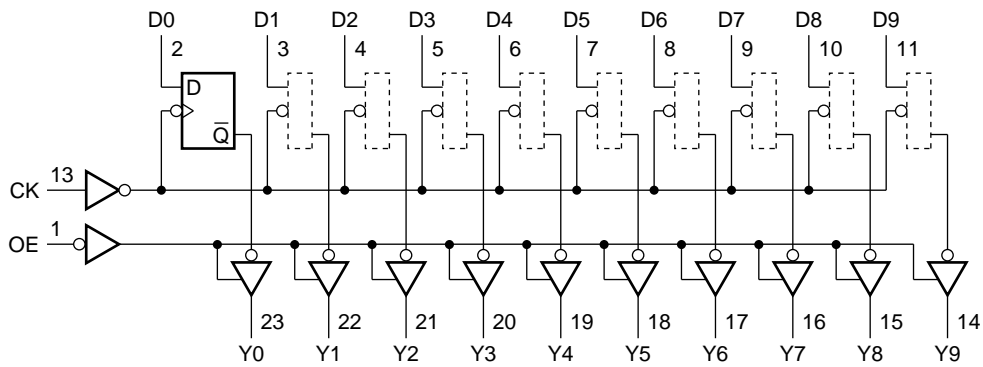 D0 D1 D2 D3 D4 D5 D6 D7 D8 D9
2 3 4 5 6 7 8 9 10 11
D
Q̅
CK 13
OE 1
23 22 21 20 19 18 17 16 15 14
Y0 Y1 Y2 Y3 Y4 Y5 Y6 Y7 Y8 Y9